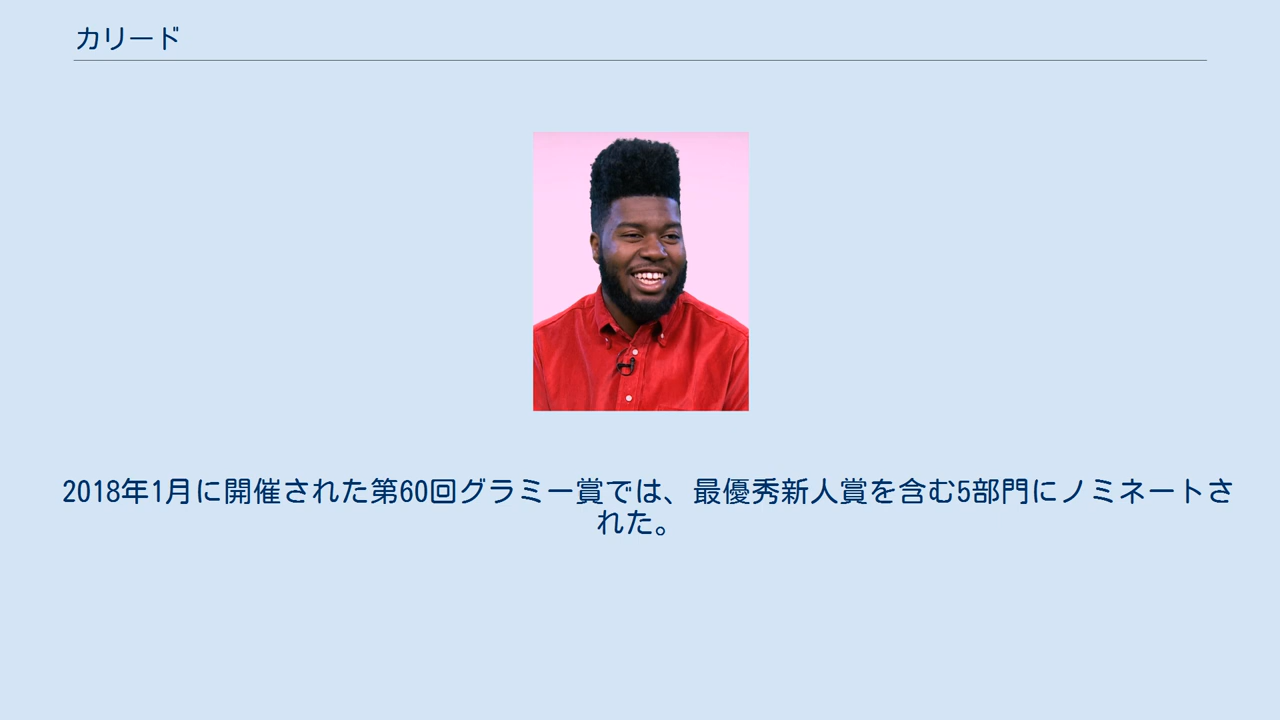 カリード
2018年1月に開催された第60回グラミー賞では、最優秀新人賞を含む5部門にノミネートさ
れた。